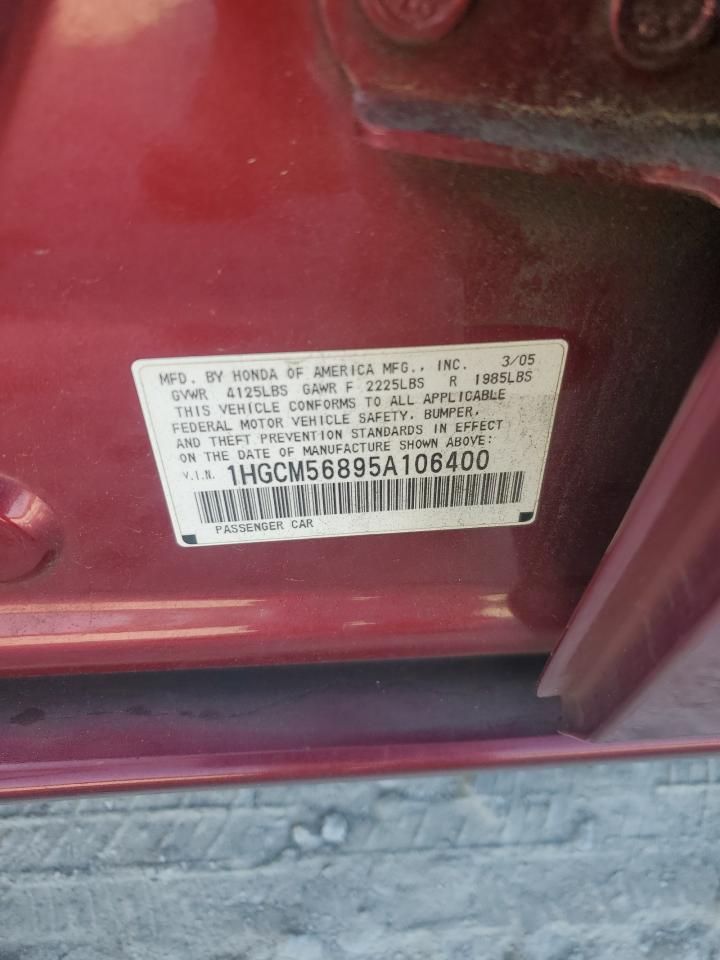 MFD. BY HONDA OF AMERICA MFG., INC. 3/05
GVWR 4125LBS GAWR F 2225LBS R 1985LBS
THIS VEHICLE CONFORMS TO ALL APPLICABLE
FEDERAL MOTOR VEHICLE SAFETY, BUMPER,
AND THEFT PREVENTION STANDARDS IN EFFECT
ON THE DATE OF MANUFACTURE SHOWN ABOVE:
V.I.N. 1HGCM56895A106400
PASSENGER CAR